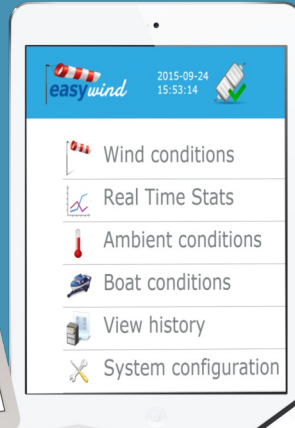 easywind
2015-09-24
15:53:14
Wind conditions
Real Time Stats
Ambient conditions
Boat conditions
View history
System configuration